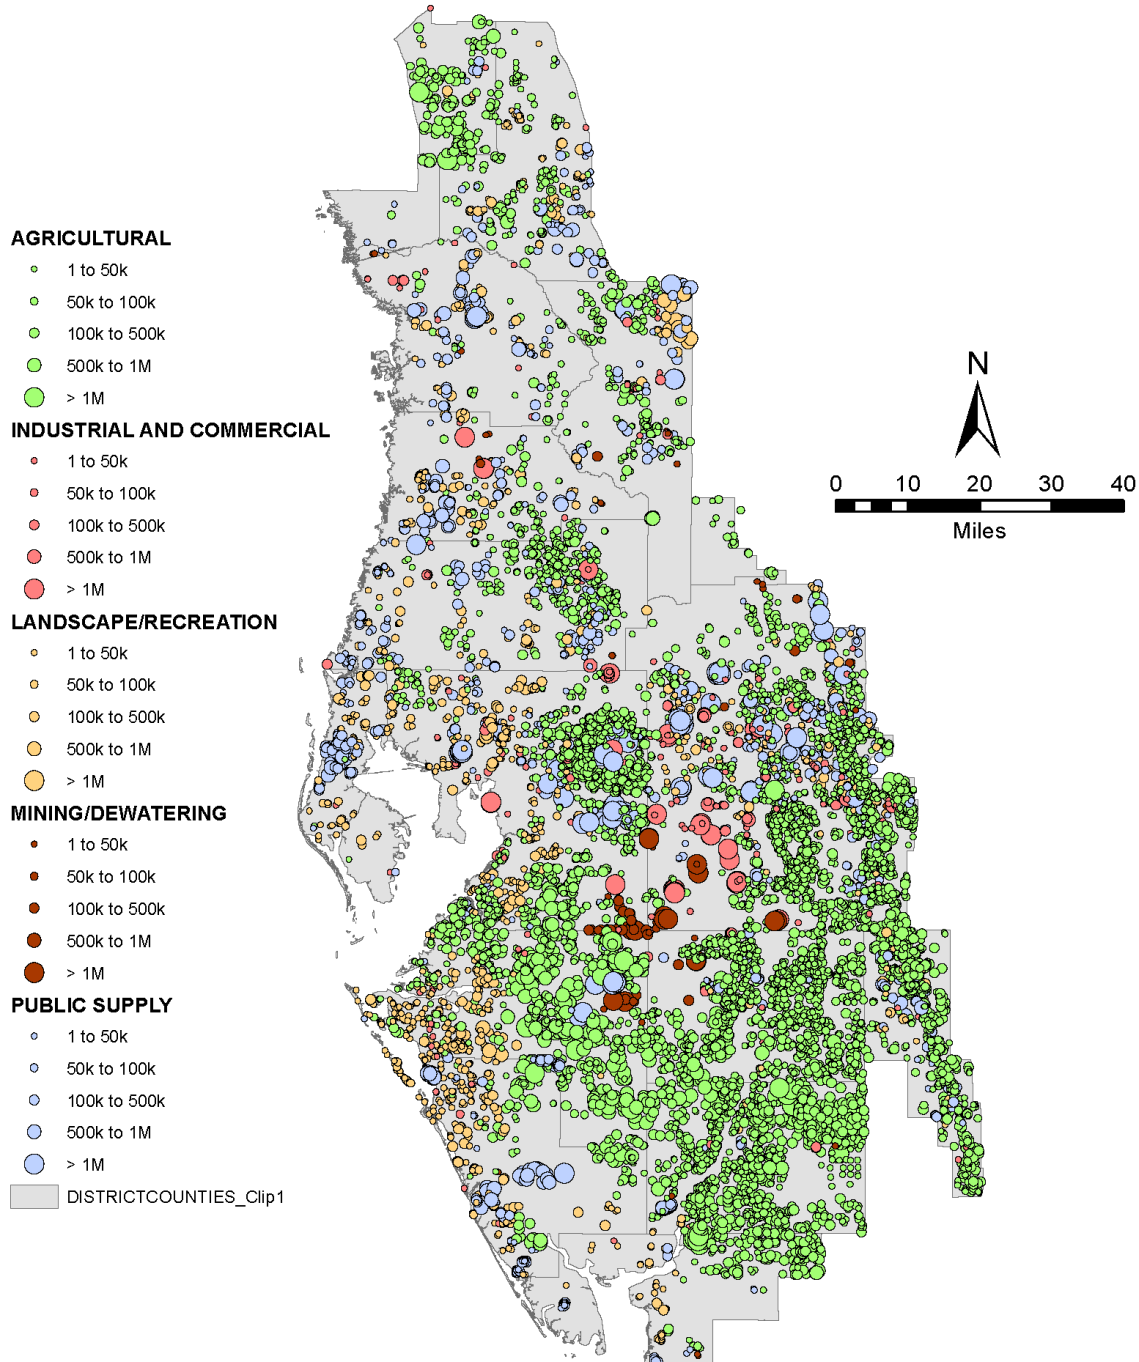 AGRICULTURAL
1 to 50k
50k to 100k
100k to 500k
500k to 1M
> 1M
INDUSTRIAL AND COMMERCIAL
1 to 50k
50k to 100k
100k to 500k
500k to 1M
> 1M
LANDSCAPE/RECREATION
1 to 50k
50k to 100k
100k to 500k
500k to 1M
> 1M
MINING/DEWATERING
1 to 50k
50k to 100k
100k to 500k
500k to 1M
> 1M
PUBLIC SUPPLY
1 to 50k
50k to 100k
100k to 500k
500k to 1M
> 1M
DISTRICTCOUNTIES_Clip1
N
0 10 20 30 40
Miles